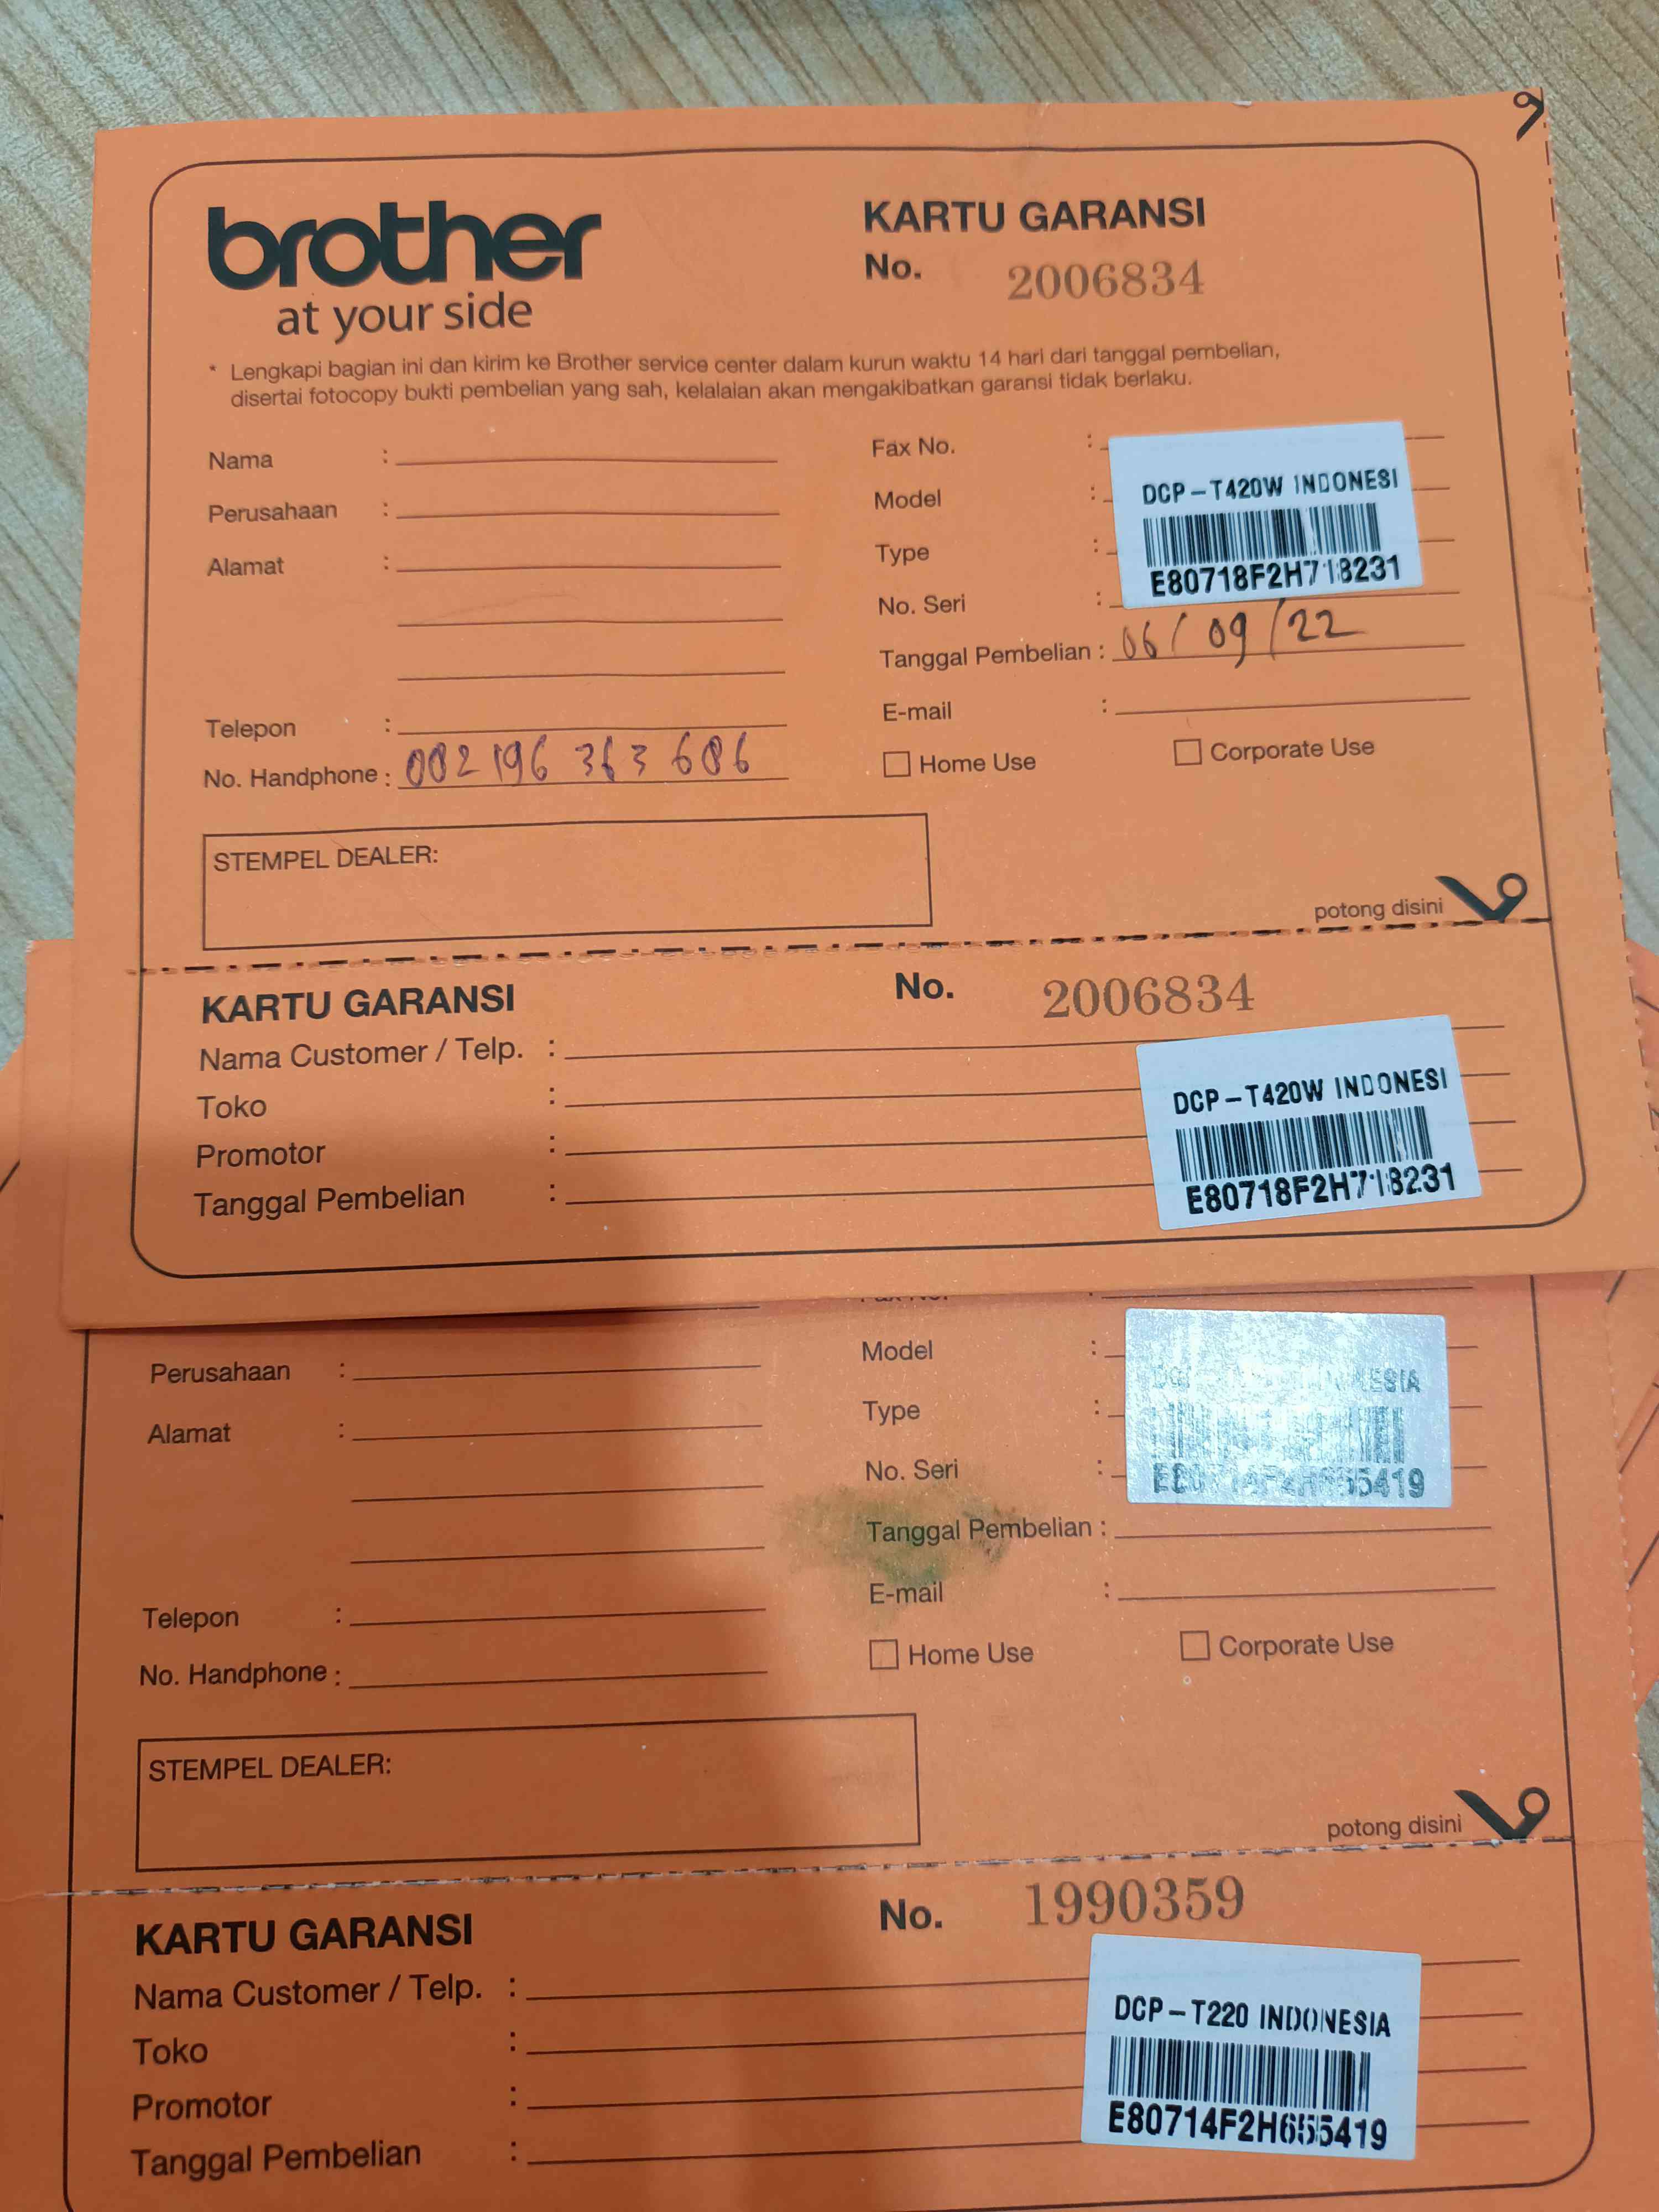 brother
at your side
KARTU GARANSI
No. 2006834
* Lengkapi bagian ini dan kirim ke Brother service center dalam kurun waktu 14 hari dari tanggal pembelian,
disertai fotocopy bukti pembelian yang sah, kelalaian akan mengakibatkan garansi tidak berlaku.
Nama :
Perusahaan :
Alamat :
Telepon :
No. Handphone : 082 196 363 686
Fax No. :
Model :
Type :
No. Seri :
DCP-T420W INDONESI
E80718F2H718231
Tanggal Pembelian : 06/09/22
E-mail :
Home Use
Corporate Use
STEMPEL DEALER:
potong disini
KARTU GARANSI
No. 2006834
Nama Customer / Telp. :
Toko :
Promotor :
Tanggal Pembelian :
DCP-T420W INDONESI
E80718F2H718231
Perusahaan :
Alamat :
Telepon :
No. Handphone :
Model :
Type :
No. Seri :
Tanggal Pembelian :
E-mail :
Home Use
Corporate Use
STEMPEL DEALER:
potong disini
KARTU GARANSI
No. 1990359
Nama Customer / Telp. :
Toko :
Promotor :
Tanggal Pembelian :
DCP-T220 INDONESIA
E80714F2H655419